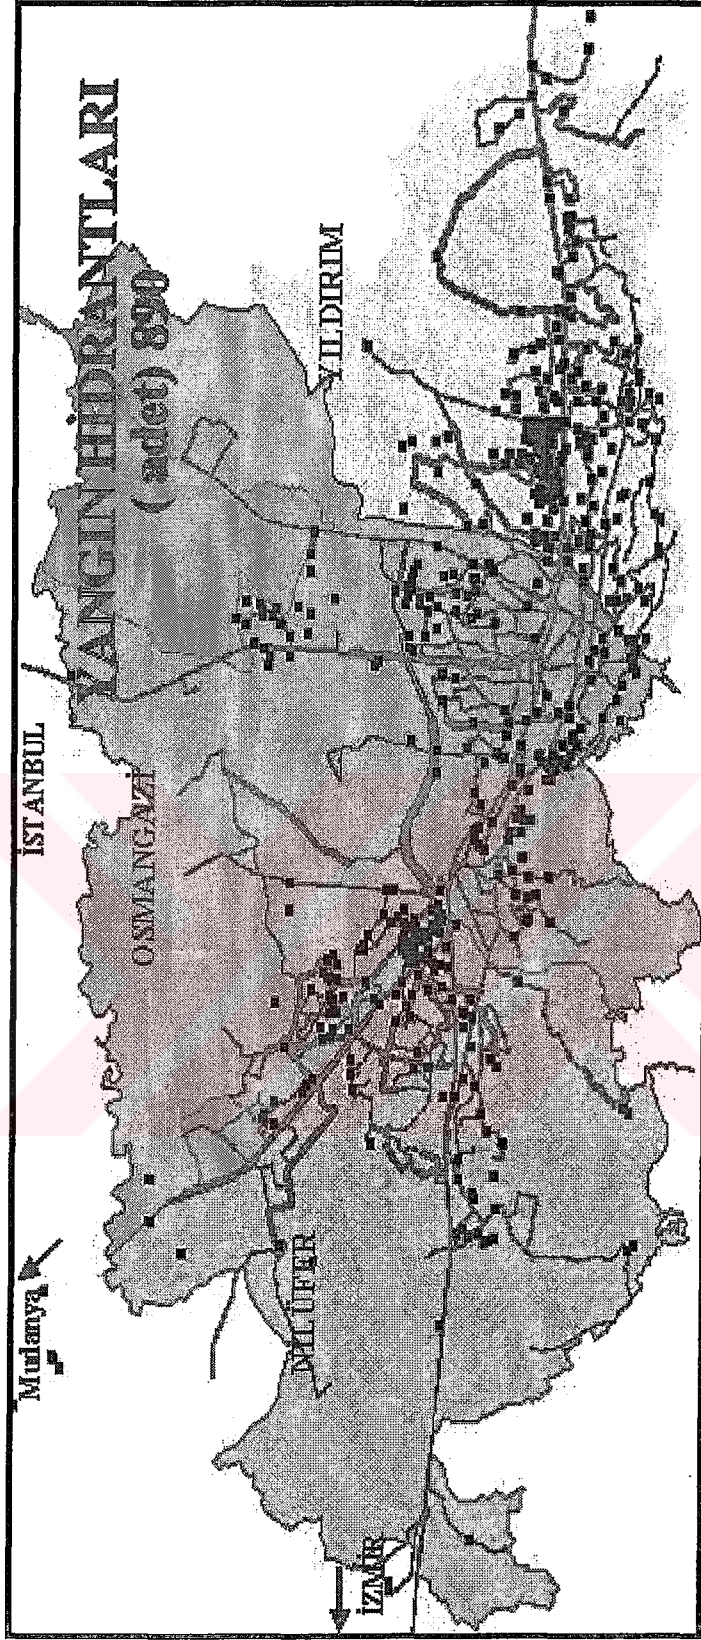 YANGIN HİDRANTLARI
( adet) 890
İSTANBUL
YILDIRIM
OSMANGAZİ
Mudanya
NİLÜFER
İZMİR